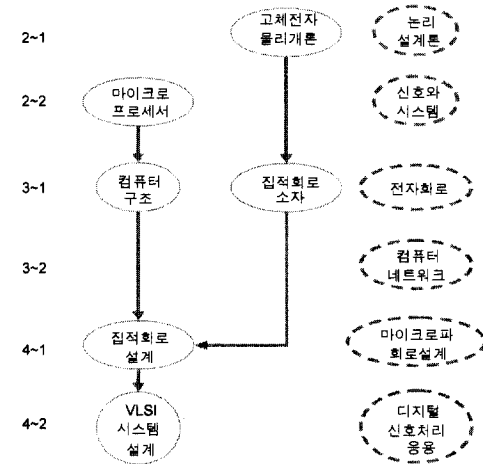 2~1
고체전자
물리개론
논리
설계론
2~2
마이크로
프로세서
신호와
시스템
3~1
컴퓨터
구조
집적회로
소자
전자회로
3~2
컴퓨터
네트워크
4~1
집적회로
설계
마이크로파
회로설계
4~2
VLSI
시스템
설계
디지털
신호처리
응용